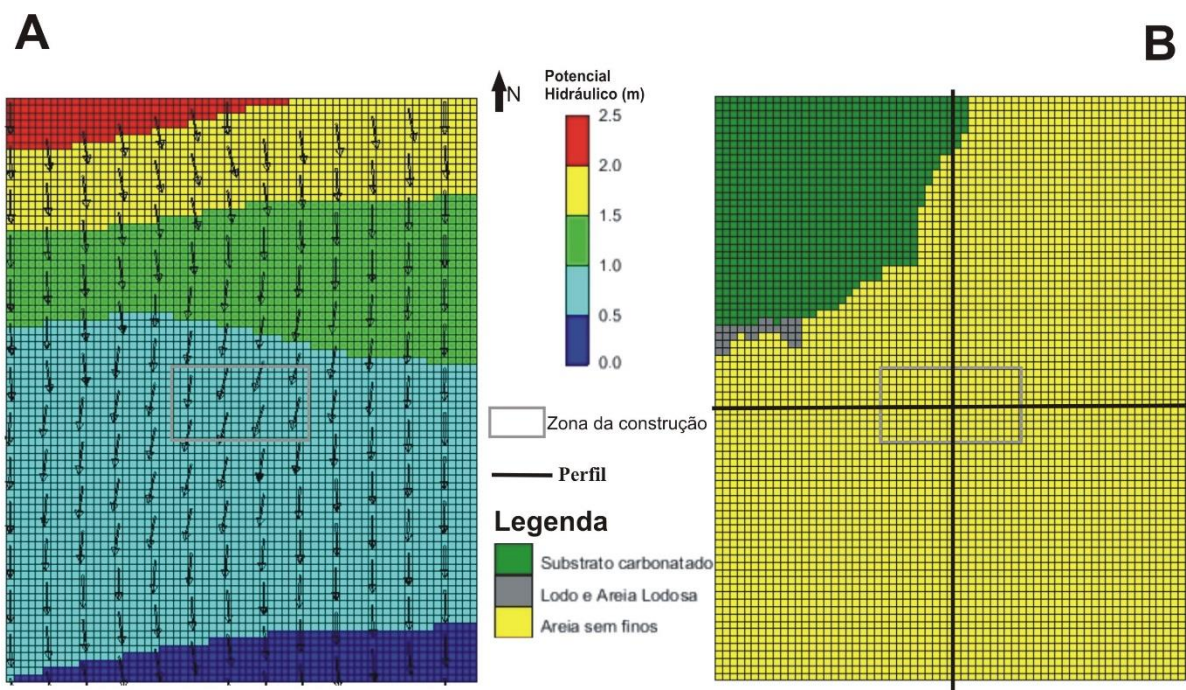 A
B
N
Potencial
Hidráulico (m)
2.5
2.0
1.5
1.0
0.5
0.0
Zona da construção
Perfil
Legenda
Substrato carbonatado
Lodo e Areia Lodosa
Areia sem finos